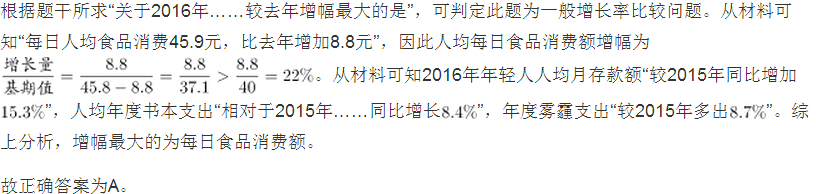 根据题干所求“关于2016年……较去年增幅最大的是”，可判定此题为一般增长率比较问题。从材料可
知“每日人均食品消费45.9元，比去年增加8.8元”，因此人均每日食品消费额增幅为
增长量/基期值 = 8.8/(45.8−8.8) = 8.8/37.1 > 8.8/40 = 22%。从材料可知2016年年轻人人均月存款额“较2015年同比增加
15.3%”，人均年度书本支出“相对于2015年……同比增长8.4%”，年度雾霾支出“较2015年多出8.7%”。综
上分析，增幅最大的为每日食品消费额。
故正确答案为A。